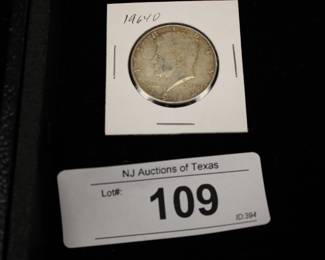 1964D
NJ Auctions of Texas
Lot#:
109
ID:394